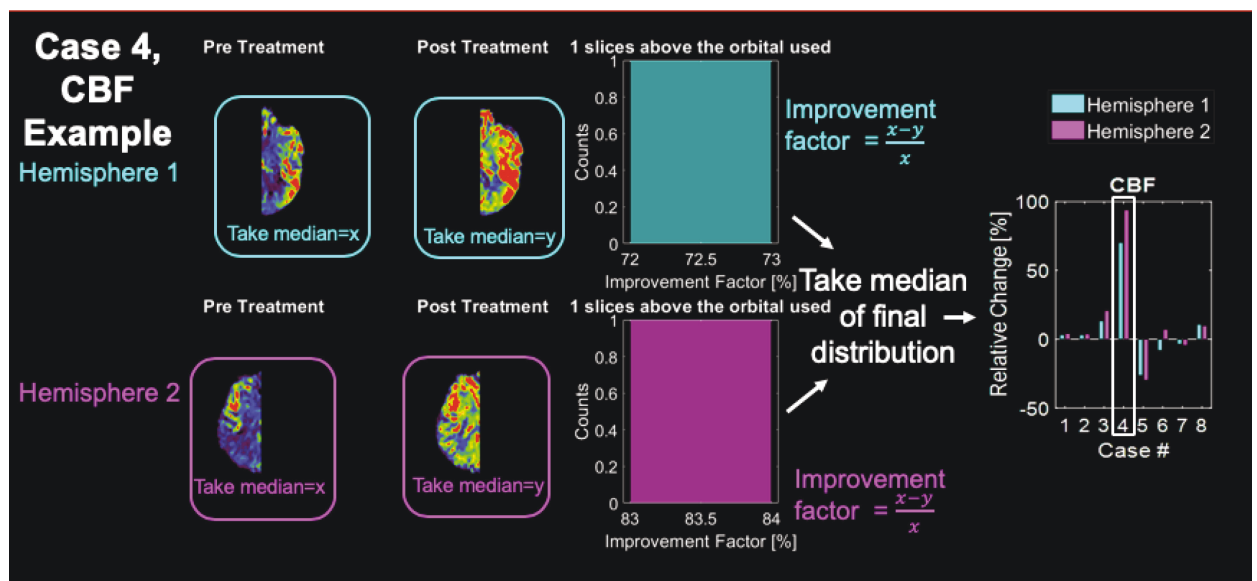 Case 4,
CBF
Example
Hemisphere 1
Pre Treatment
Take median=x
Post Treatment
Take median=y
1 slices above the orbital used
1
0.8
0.6
0.4
0.2
0
Counts
72
72.5
73
Improvement Factor [%]
Improvement
factor = x−y
x
Hemisphere 2
Pre Treatment
Take median=x
Post Treatment
Take median=y
1 slices above the orbital used
1
0.8
0.6
0.4
0.2
0
Counts
83
83.5
84
Improvement Factor [%]
Improvement
factor = x−y
x
Take median
of final
distribution
Hemisphere 1
Hemisphere 2
CBF
100
50
0
-50
Relative Change [%]
1 2 3 4 5 6 7 8
Case #